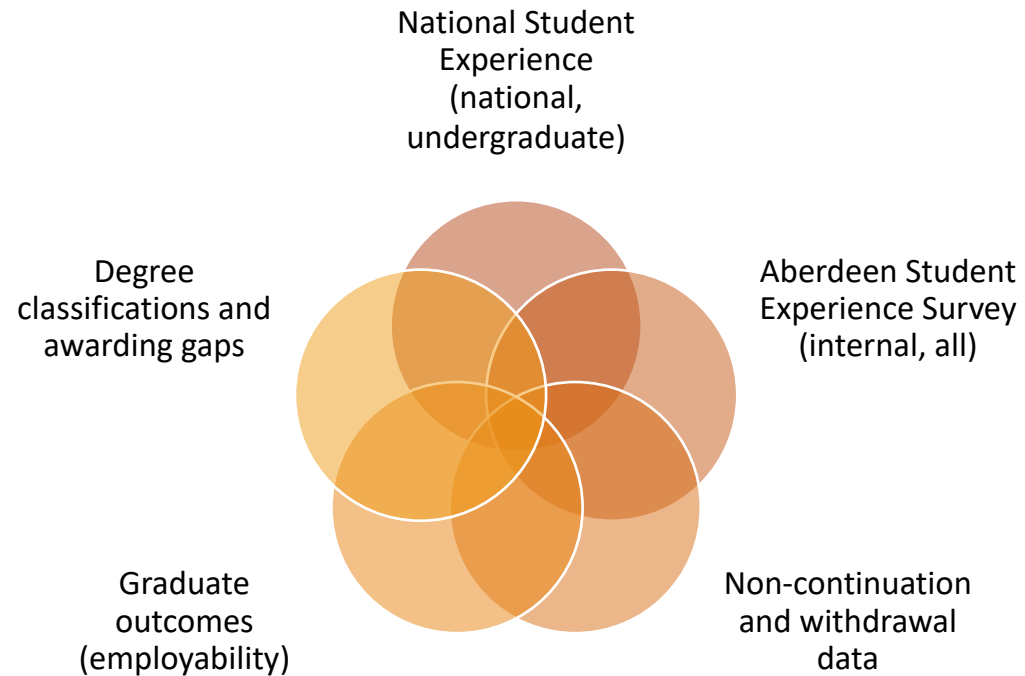 National Student
Experience
(national,
undergraduate)
Aberdeen Student
Experience Survey
(internal, all)
Non-continuation
and withdrawal
data
Graduate
outcomes
(employability)
Degree
classifications and
awarding gaps